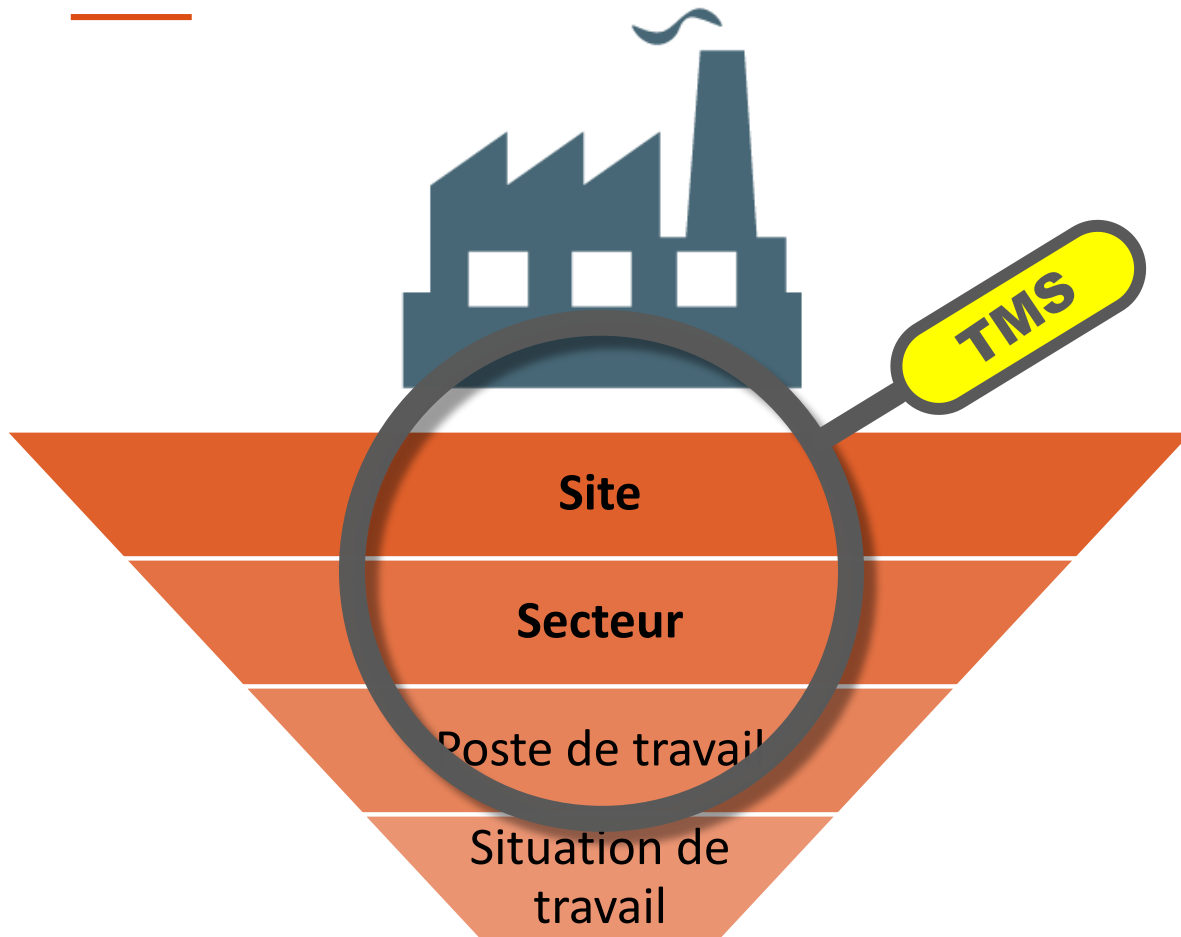 TMS
Site
Secteur
Poste de travail
Situation de
travail